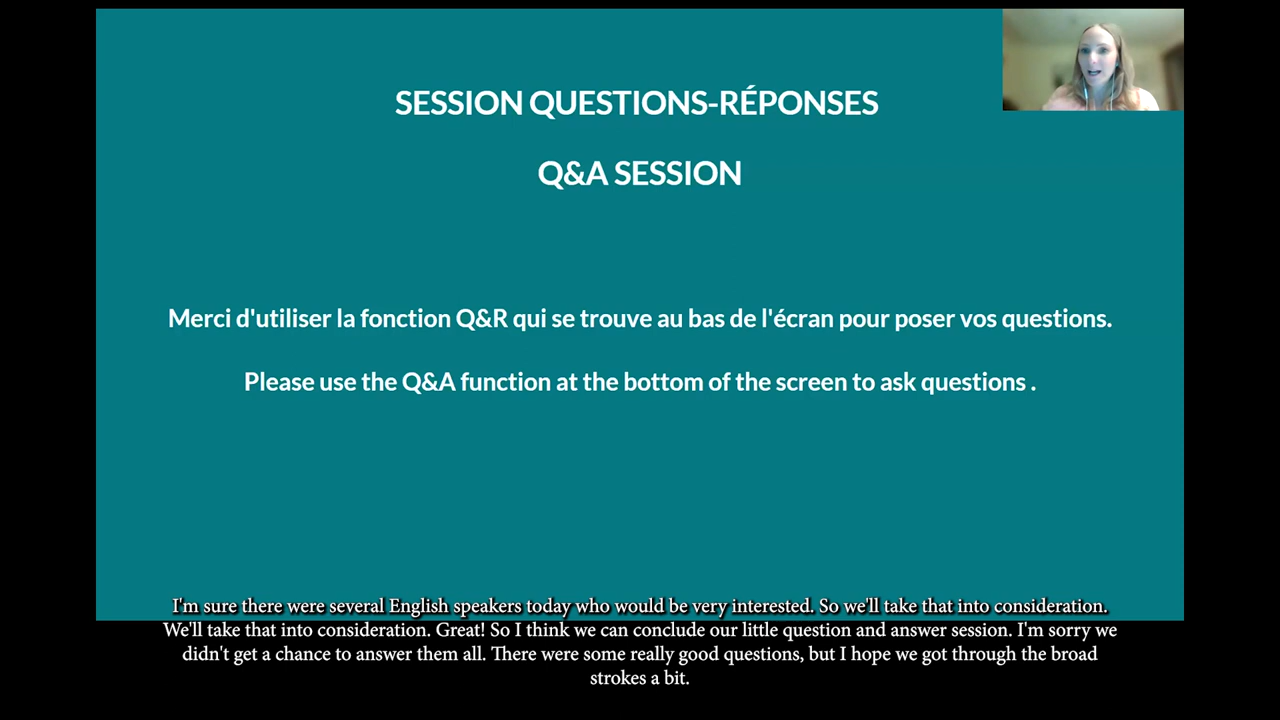 SESSION QUESTIONS-RÉPONSES
Q&A SESSION
Merci d'utiliser la fonction Q&R qui se trouve au bas de l'écran pour poser vos questions.
Please use the Q&A function at the bottom of the screen to ask questions .
I'm sure there were several English speakers today who would be very interested. So we'll take that into consideration.
We'll take that into consideration. Great! So I think we can conclude our little question and answer session. I'm sorry we
didn't get a chance to answer them all. There were some really good questions, but I hope we got through the broad
strokes a bit.